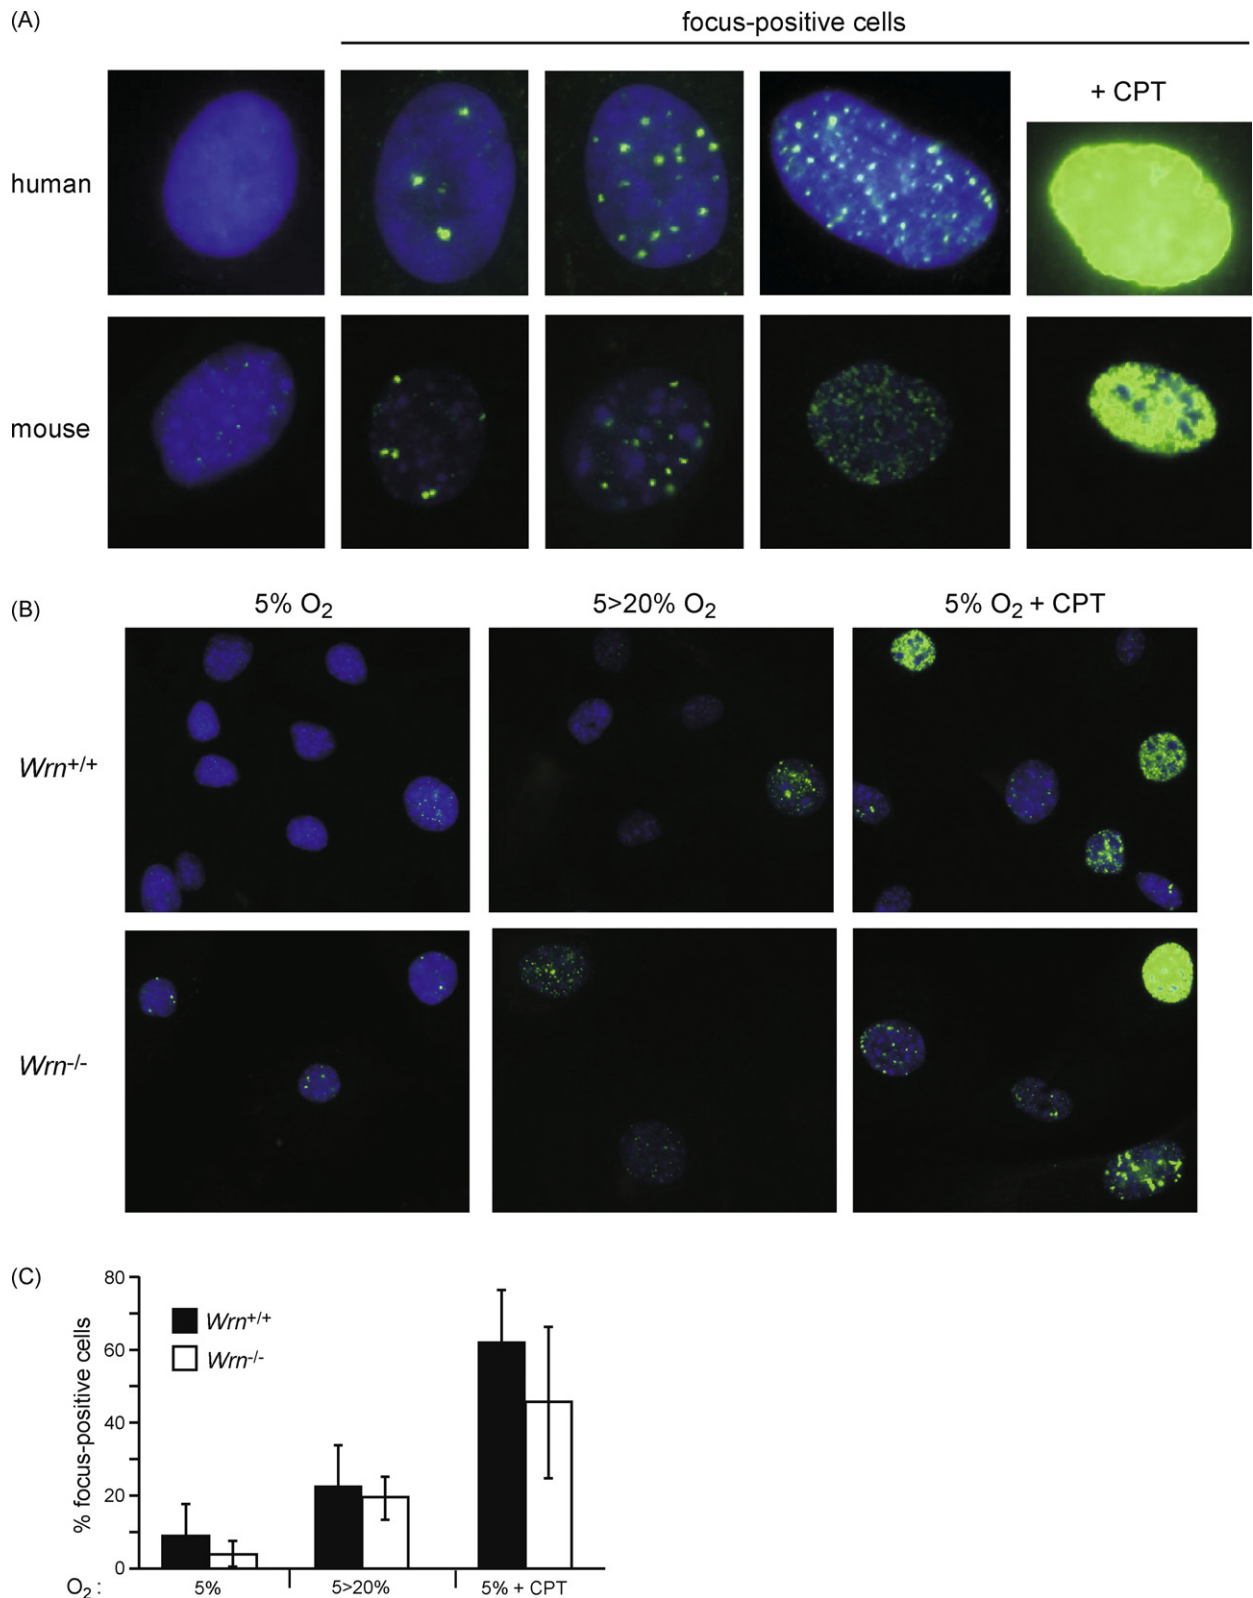 (A)
focus-positive cells
+ CPT
human
mouse
(B)
5% O₂
5>20% O₂
5% O₂ + CPT
Wrn⁺/⁺
Wrn⁻/⁻
(C)
80
60
40
20
0
% focus-positive cells
Wrn⁺/⁺
Wrn⁻/⁻
O₂ :
5%
5>20%
5% + CPT